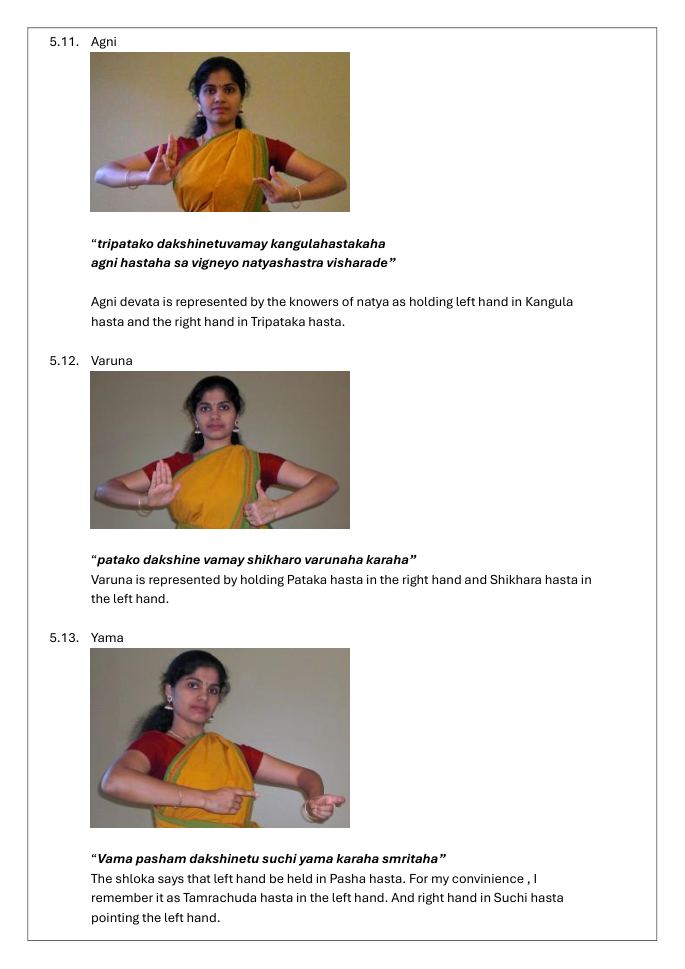 5.11. Agni
“tripatako dakshinetuvamay kangulahastakaha
agni hastaha sa vigneyo natyashastra visharade”
Agni devata is represented by the knowers of natya as holding left hand in Kangula
hasta and the right hand in Tripataka hasta.
5.12. Varuna
“patako dakshine vamay shikharo varunaha karaha”
Varuna is represented by holding Pataka hasta in the right hand and Shikhara hasta in
the left hand.
5.13. Yama
“Vama pasham dakshinetu suchi yama karaha smritaha”
The shloka says that left hand be held in Pasha hasta. For my convinience , I
remember it as Tamrachuda hasta in the left hand. And right hand in Suchi hasta
pointing the left hand.